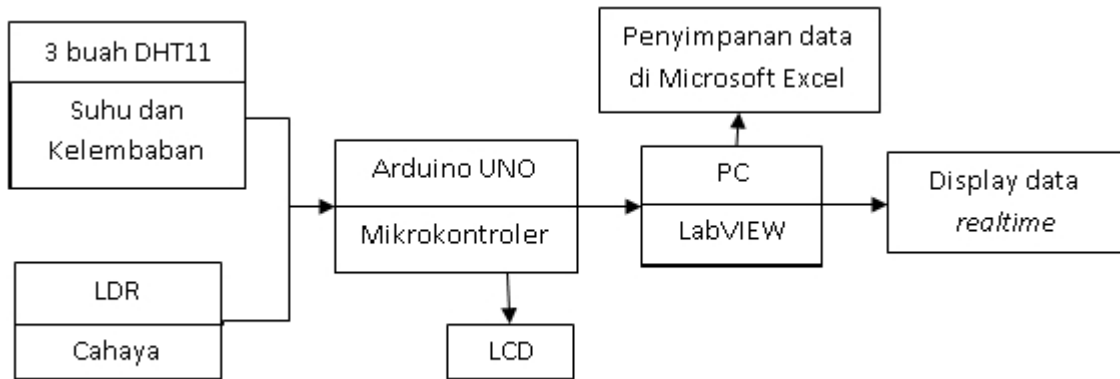 3 buah DHT11
Suhu dan
Kelembaban
LDR
Cahaya
Arduino UNO
Mikrokontroler
LCD
Penyimpanan data
di Microsoft Excel
PC
LabVIEW
Display data
realtime